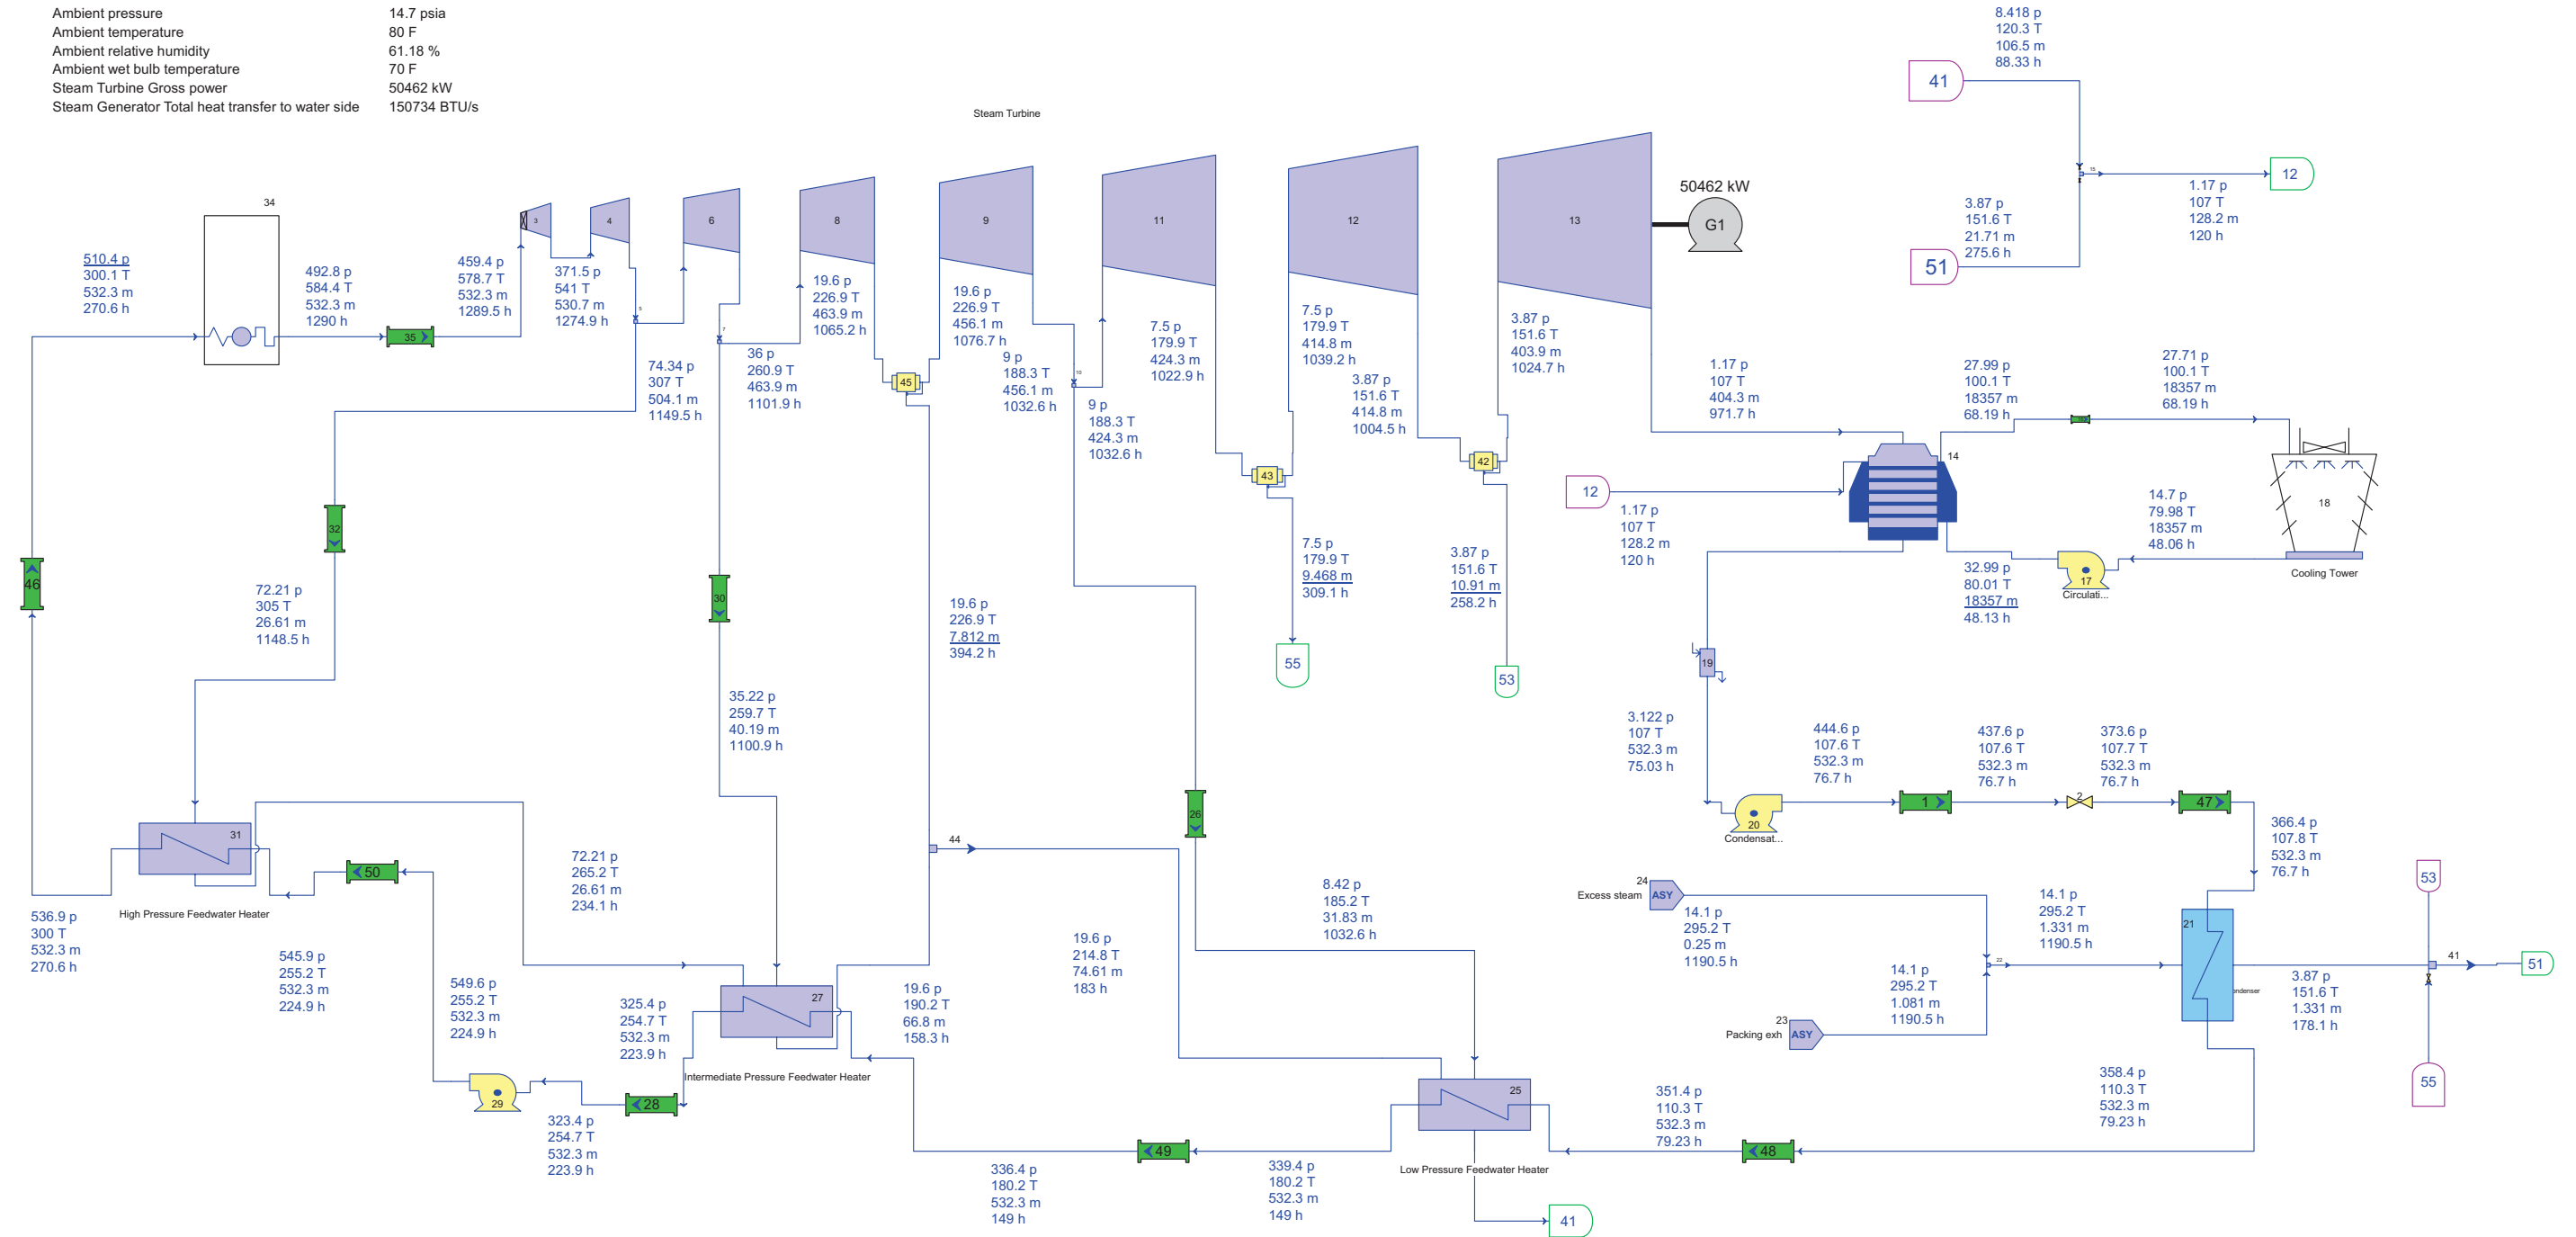 Ambient pressure 14.7 psia
Ambient temperature 80 F
Ambient relative humidity 61.18 %
Ambient wet bulb temperature 70 F
Steam Turbine Gross power 50462 kW
Steam Generator Total heat transfer to water side 150734 BTU/s
Steam Turbine
8.418 p
120.3 T
106.5 m
88.33 h
41
15
12
1.17 p
107 T
128.2 m
120 h
3.87 p
151.6 T
21.71 m
275.6 h
51
34
510.4 p
300.1 T
532.3 m
270.6 h
492.8 p
584.4 T
532.3 m
1290 h
35
459.4 p
578.7 T
532.3 m
1289.5 h
3
371.5 p
541 T
530.7 m
1274.9 h
4
5
6
7
74.34 p
307 T
504.1 m
1149.5 h
36 p
260.9 T
463.9 m
1101.9 h
8
19.6 p
226.9 T
463.9 m
1065.2 h
45
9
19.6 p
226.9 T
456.1 m
1076.7 h
9 p
188.3 T
456.1 m
1032.6 h
10
9 p
188.3 T
424.3 m
1032.6 h
11
7.5 p
179.9 T
424.3 m
1022.9 h
43
12
7.5 p
179.9 T
414.8 m
1039.2 h
3.87 p
151.6 T
414.8 m
1004.5 h
42
13
3.87 p
151.6 T
403.9 m
1024.7 h
50462 kW
G1
1.17 p
107 T
404.3 m
971.7 h
27.99 p
100.1 T
18357 m
68.19 h
27.71 p
100.1 T
18357 m
68.19 h
14
12
1.17 p
107 T
128.2 m
120 h
18
Cooling Tower
14.7 p
79.98 T
18357 m
48.06 h
17
Circulati...
32.99 p
80.01 T
18357 m
48.13 h
46
32
72.21 p
305 T
26.61 m
1148.5 h
30
35.22 p
259.7 T
40.19 m
1100.9 h
19.6 p
226.9 T
7.812 m
394.2 h
7.5 p
179.9 T
9.468 m
309.1 h
55
3.87 p
151.6 T
10.91 m
258.2 h
53
19
3.122 p
107 T
532.3 m
75.03 h
20
Condensat...
444.6 p
107.6 T
532.3 m
76.7 h
1
437.6 p
107.6 T
532.3 m
76.7 h
2
373.6 p
107.7 T
532.3 m
76.7 h
47
366.4 p
107.8 T
532.3 m
76.7 h
31
High Pressure Feedwater Heater
50
536.9 p
300 T
532.3 m
270.6 h
545.9 p
255.2 T
532.3 m
224.9 h
549.6 p
255.2 T
532.3 m
224.9 h
72.21 p
265.2 T
26.61 m
234.1 h
29
325.4 p
254.7 T
532.3 m
223.9 h
28
323.4 p
254.7 T
532.3 m
223.9 h
27
Intermediate Pressure Feedwater Heater
19.6 p
190.2 T
66.8 m
158.3 h
44
19.6 p
214.8 T
74.61 m
183 h
26
8.42 p
185.2 T
31.83 m
1032.6 h
336.4 p
180.2 T
532.3 m
149 h
49
339.4 p
180.2 T
532.3 m
149 h
25
Low Pressure Feedwater Heater
41
351.4 p
110.3 T
532.3 m
79.23 h
48
358.4 p
110.3 T
532.3 m
79.23 h
24
Excess steam
ASY
14.1 p
295.2 T
0.25 m
1190.5 h
23
Packing exh
ASY
14.1 p
295.2 T
1.081 m
1190.5 h
22
14.1 p
295.2 T
1.331 m
1190.5 h
21
ndenser
3.87 p
151.6 T
1.331 m
178.1 h
53
41
51
55